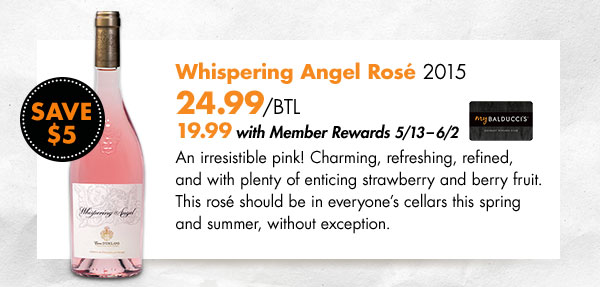 SAVE
$5
Whispering Angel
Whispering Angel Rosé 2015
24.99/BTL
19.99 with Member Rewards 5/13–6/2
my BALDUCCI'S
An irresistible pink! Charming, refreshing, refined,
and with plenty of enticing strawberry and berry fruit.
This rosé should be in everyone's cellars this spring
and summer, without exception.